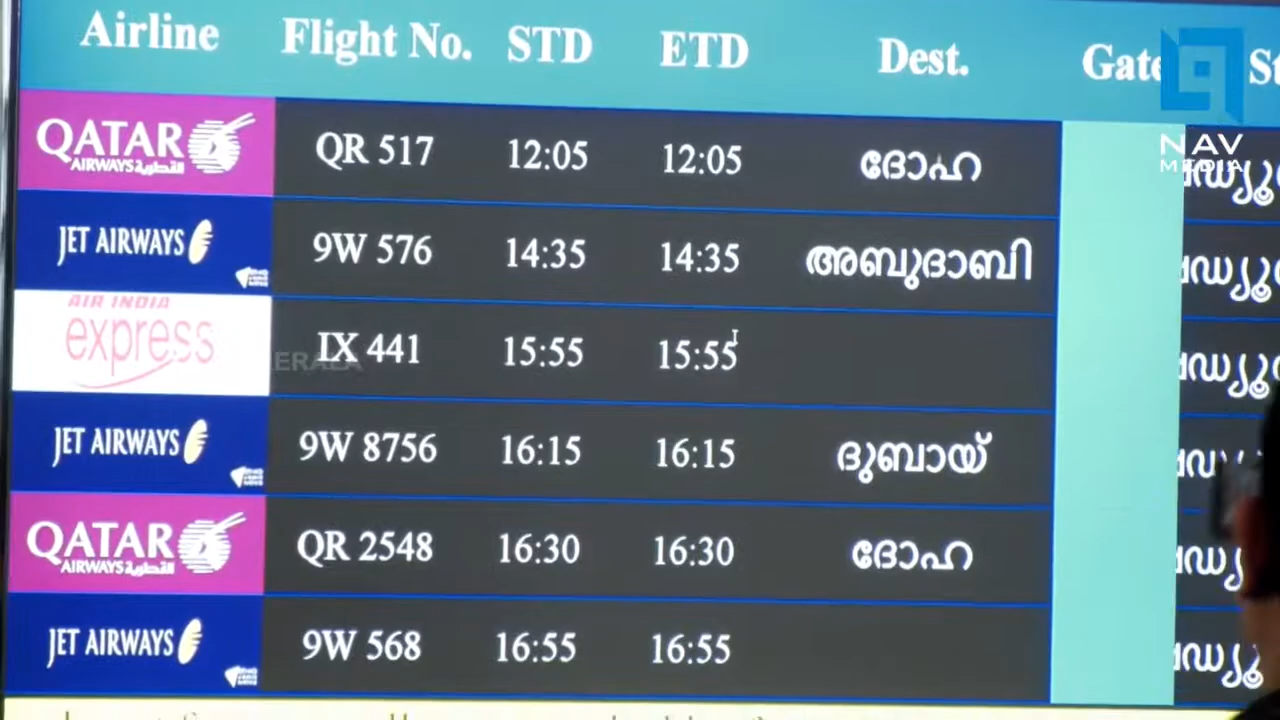 Airline Flight No. STD ETD Dest. Gate
NAV
MEDIA
QATAR
AIRWAYS القطرية
QR 517 12:05 12:05 ദോഹ
JET AIRWAYS 9W 576 14:35 14:35 അബുദാബി
AIR INDIA
express
IX 441 15:55 15:55
KERALA
JET AIRWAYS 9W 8756 16:15 16:15 ദുബായ്
QATAR
AIRWAYS القطرية
QR 2548 16:30 16:30 ദോഹ
JET AIRWAYS 9W 568 16:55 16:55